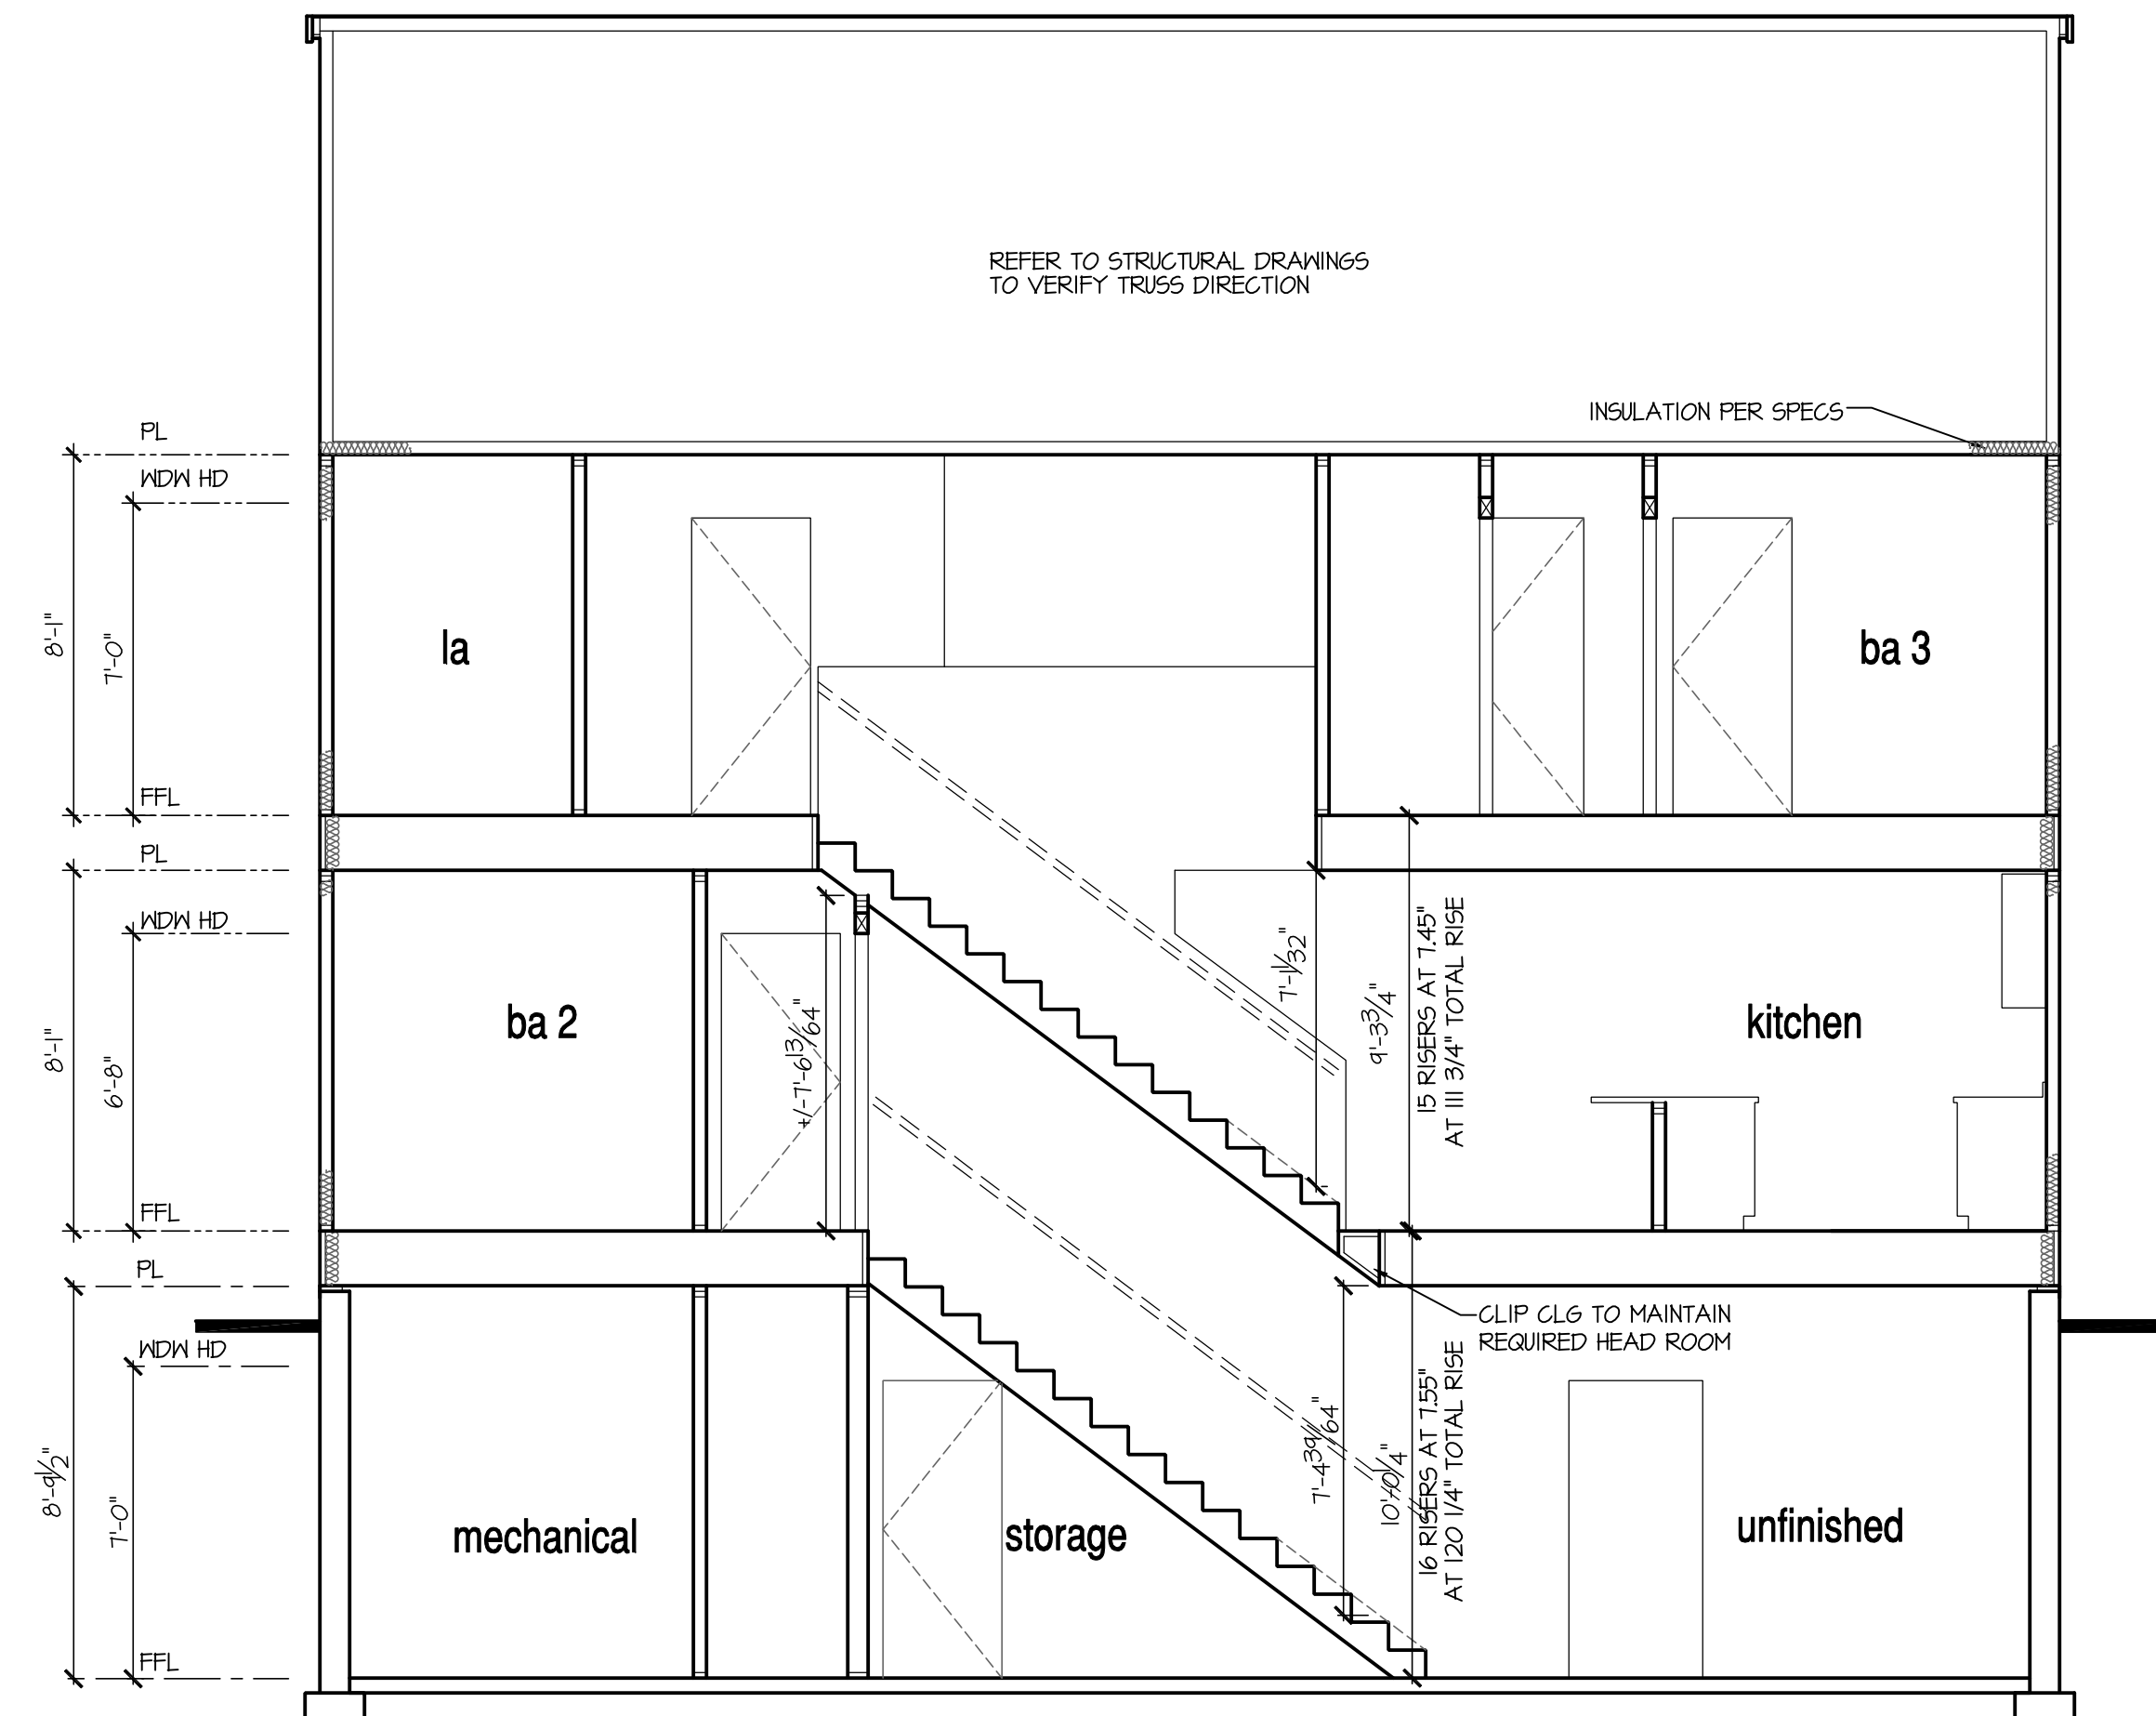 REFER TO STRUCTURAL DRAWINGS
TO VERIFY TRUSS DIRECTION
INSULATION PER SPECS
PL
WDW HD
8'-1"
7'-0"
la
ba 3
FFL
PL
WDW HD
8'-1"
6'-8"
ba 2
+/-7'-6 13/64"
7'-1 1/32"
9'-3 3/4"
15 RISERS AT 7.45"
AT 111 3/4" TOTAL RISE
kitchen
FFL
PL
WDW HD
CLIP CLG TO MAINTAIN
REQUIRED HEAD ROOM
8'-9 1/2"
7'-0"
mechanical
storage
7'-4 39/64"
10'-0 1/4"
16 RISERS AT 7.55"
AT 120 1/4" TOTAL RISE
unfinished
FFL